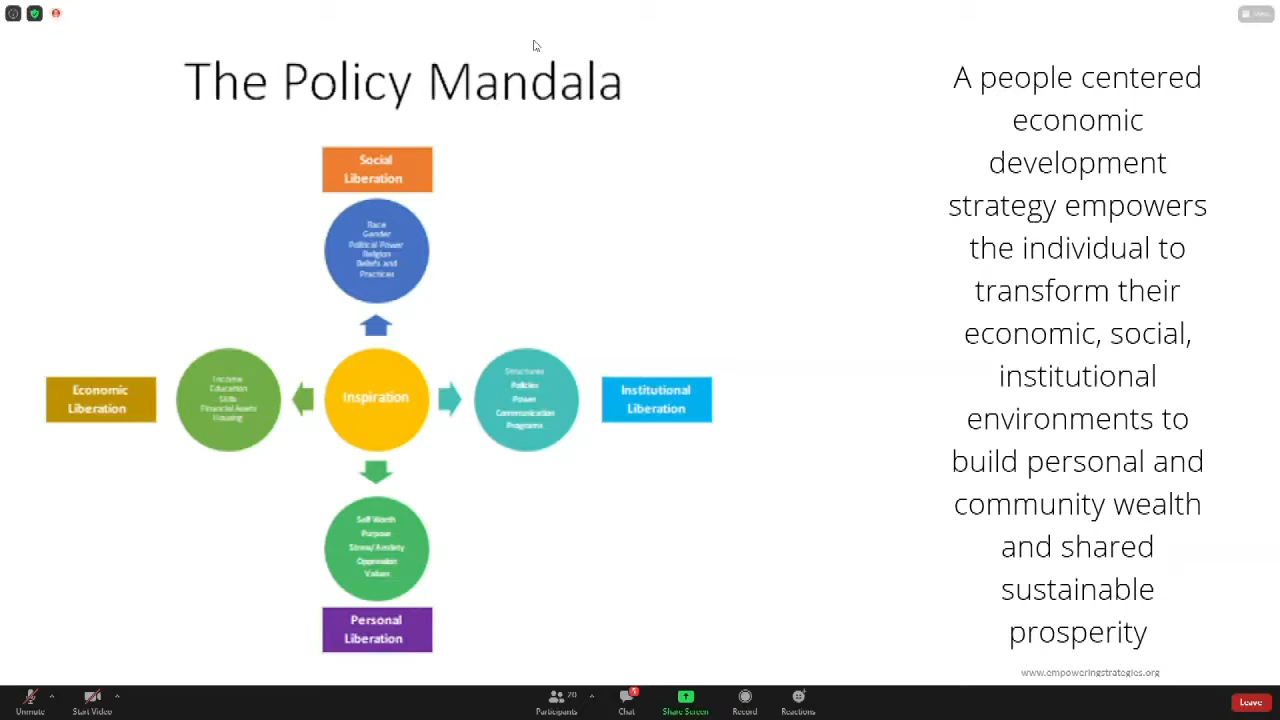 The Policy Mandala
Social
Liberation
Race
Gender
Political Power
Religion
Beliefs and
Practices
Economic
Liberation
Income
Education
Skills
Financial Assets
Housing
Inspiration
Structures
Policies
Power
Communication
Programs
Institutional
Liberation
Self Worth
Purpose
Stress/Anxiety
Oppression
Values
Personal
Liberation
A people centered
economic
development
strategy empowers
the individual to
transform their
economic, social,
institutional
environments to
build personal and
community wealth
and shared
sustainable
prosperity
www.empoweringstrategies.org
Unmute
Start Video
Participants
20
Chat
5
Share Screen
Record
Reactions
Leave